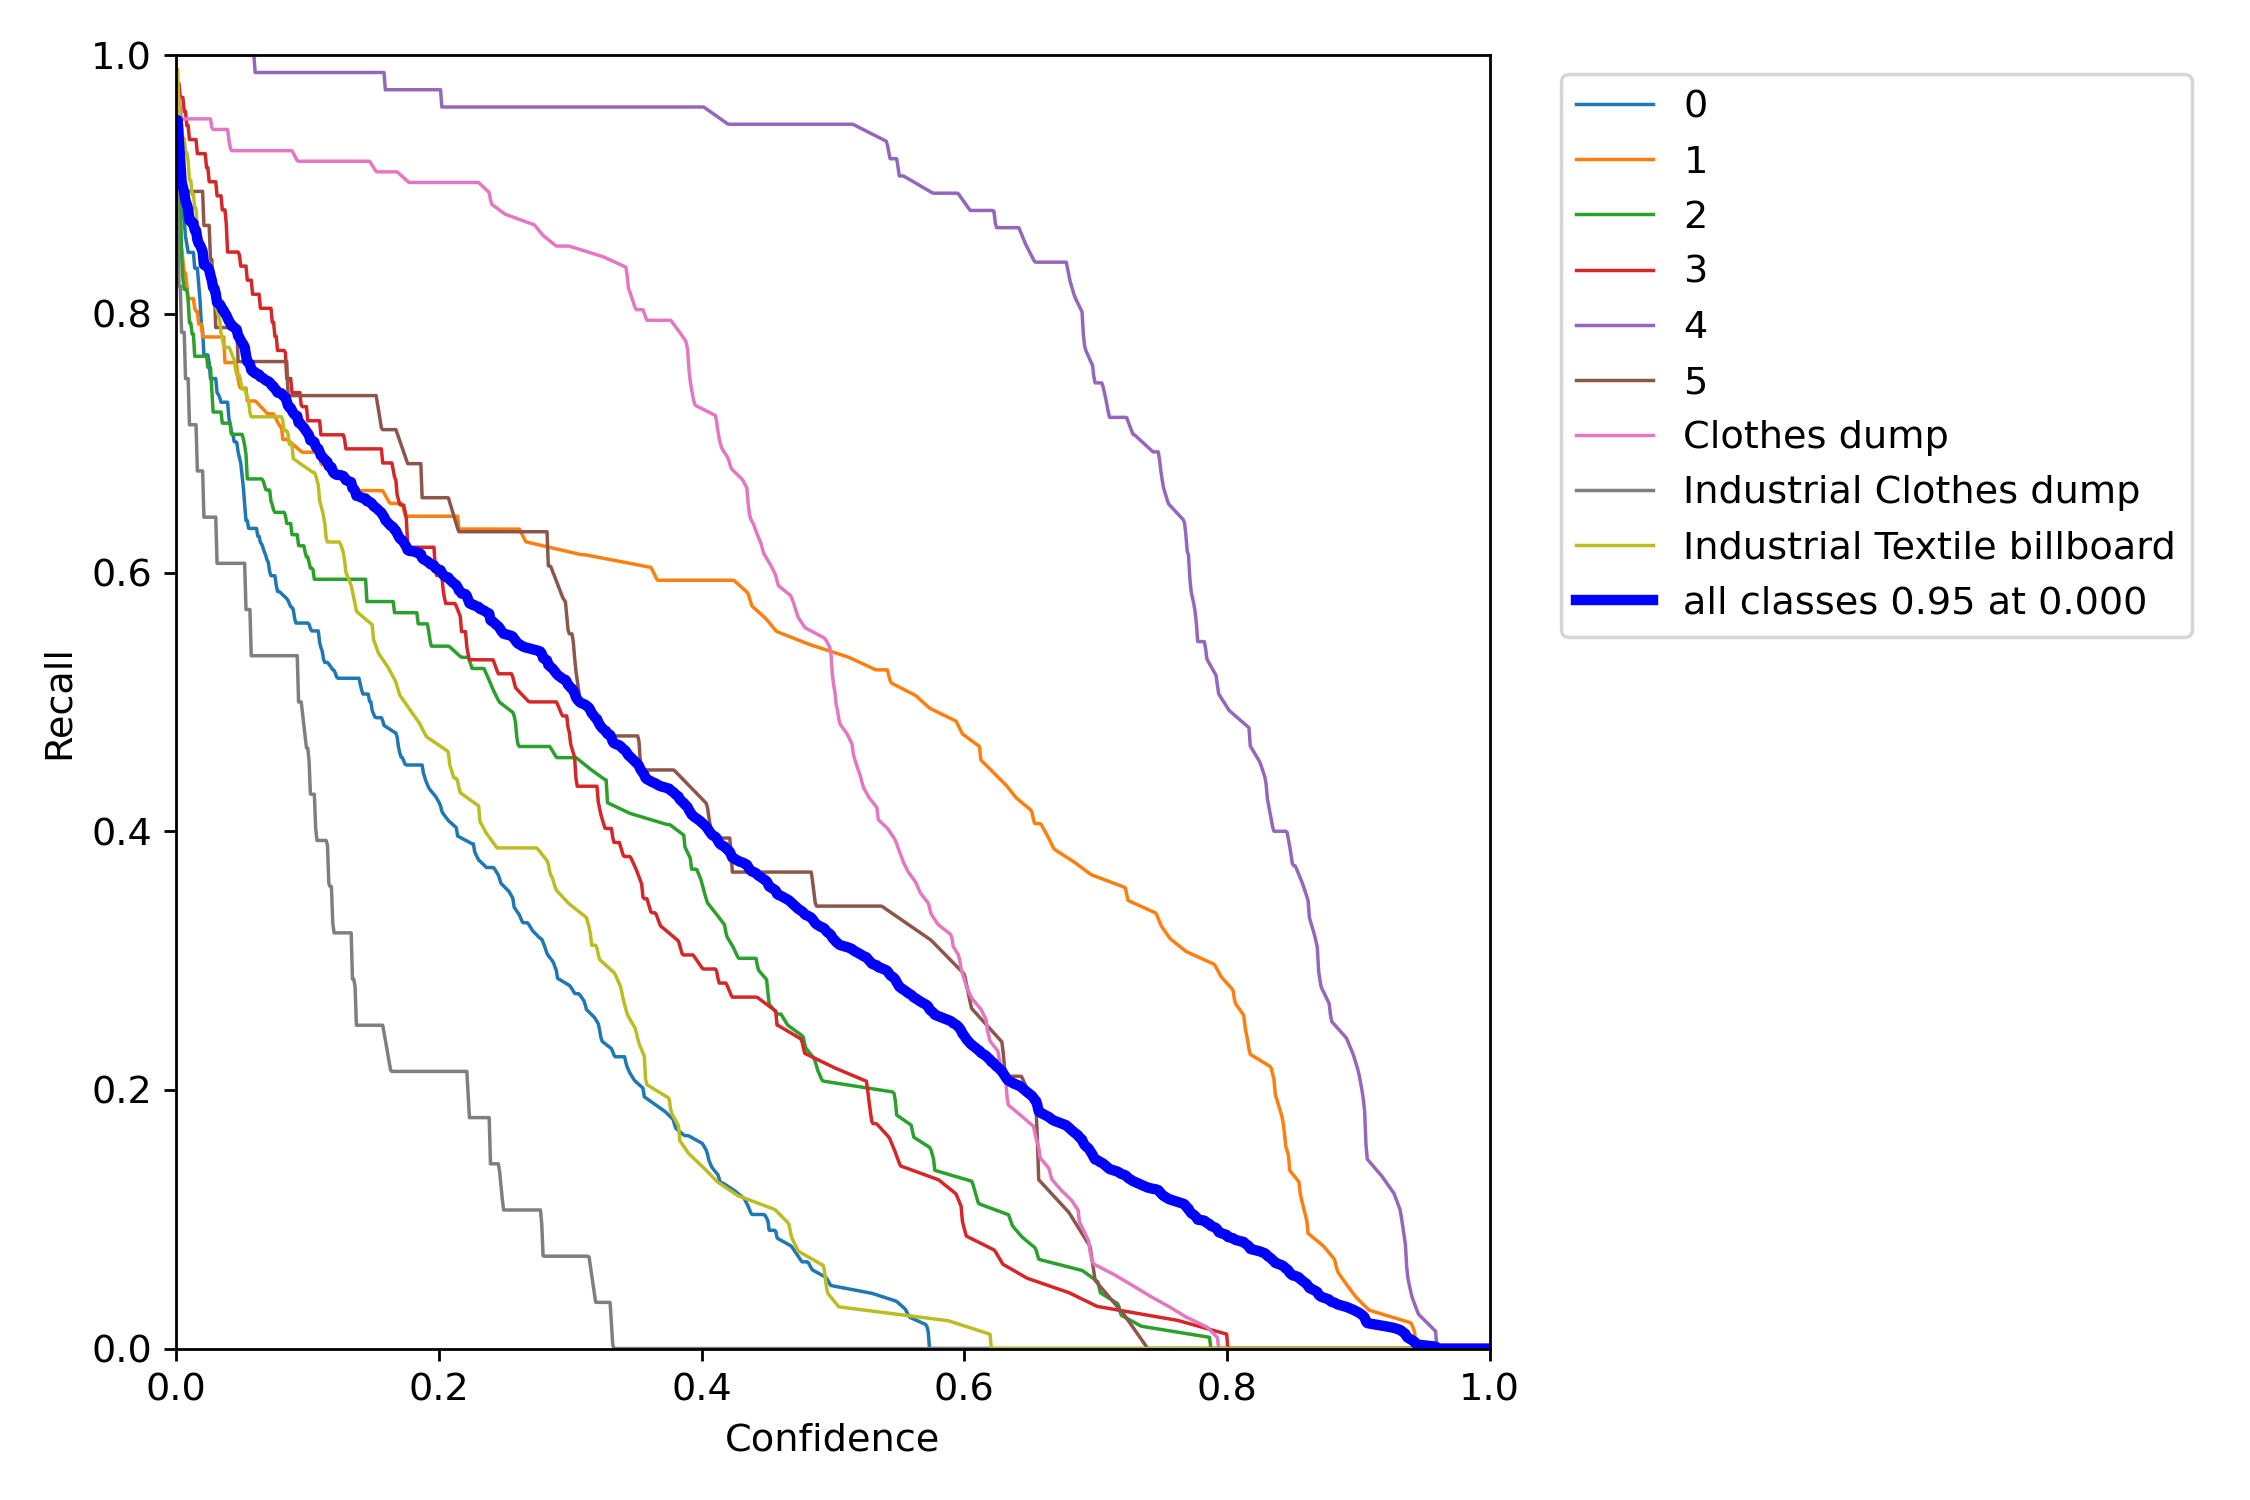 1.0
0.8
0.6
0.4
0.2
0.0
Recall
0.0 0.2 0.4 0.6 0.8 1.0
Confidence
0
1
2
3
4
5
Clothes dump
Industrial Clothes dump
Industrial Textile billboard
all classes 0.95 at 0.000